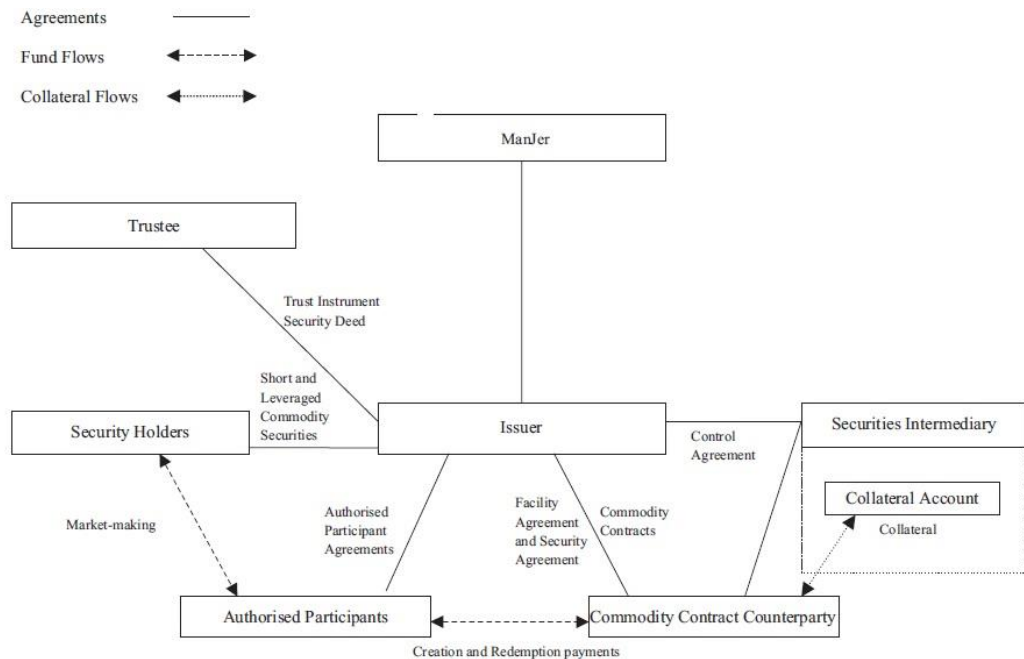 Agreements
Fund Flows
Collateral Flows
ManJer
Trustee
Trust Instrument
Security Deed
Short and
Leveraged
Commodity
Securities
Security Holders
Issuer
Control
Agreement
Securities Intermediary
Collateral Account
Collateral
Market-making
Authorised
Participant
Agreements
Facility
Agreement
and Security
Agreement
Commodity
Contracts
Authorised Participants
Commodity Contract Counterparty
Creation and Redemption payments